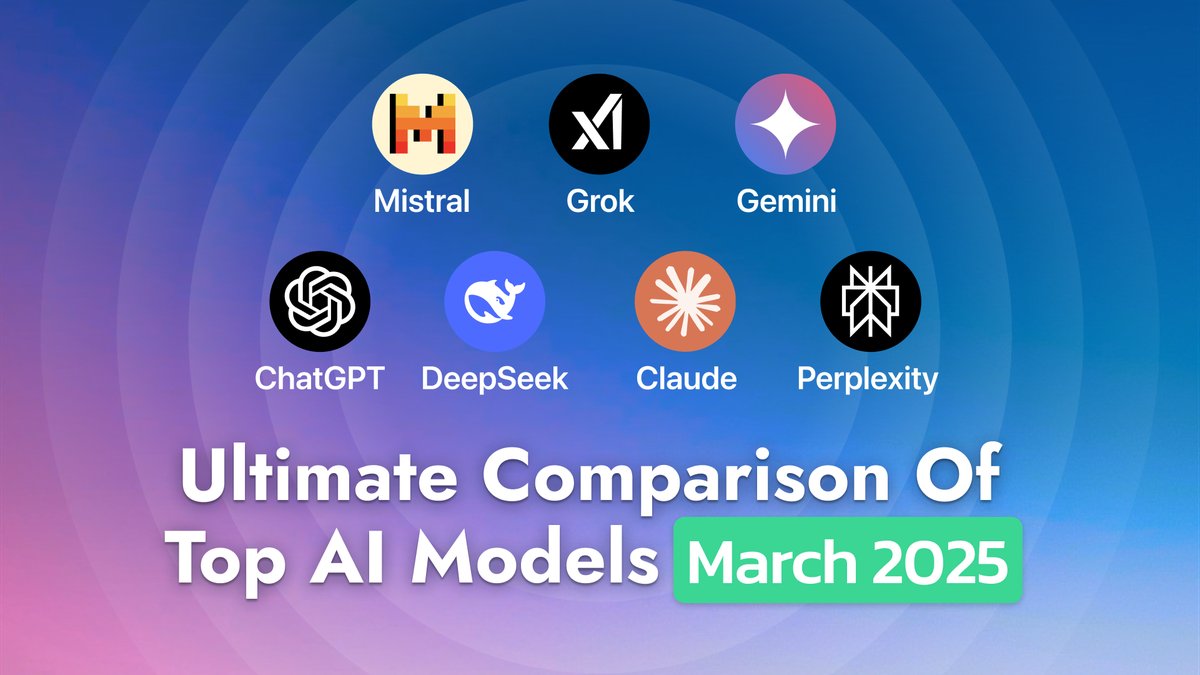 Mistral
Grok
Gemini
ChatGPT
DeepSeek
Claude
Perplexity
Ultimate Comparison Of
Top AI Models March 2025